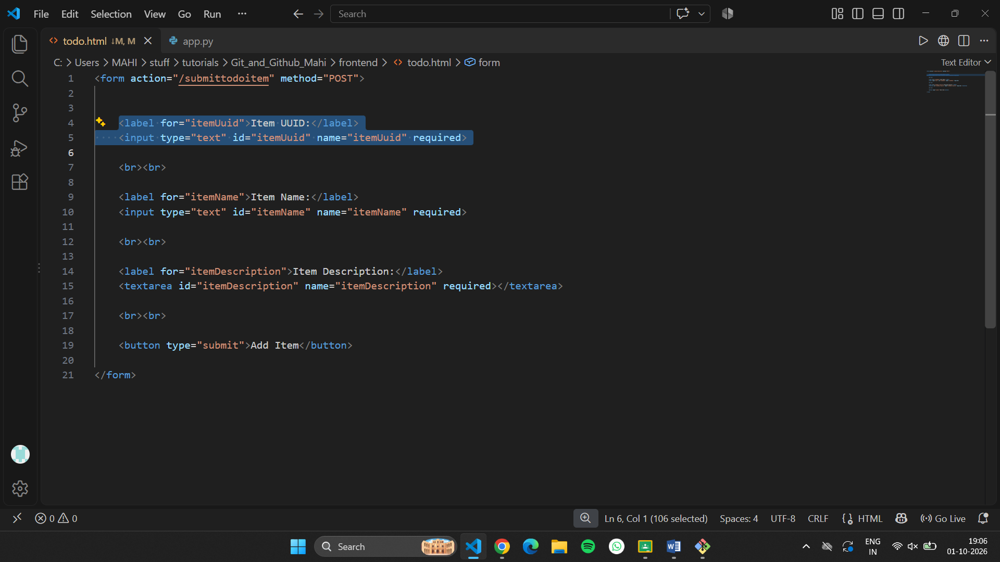 File Edit Selection View Go Run ··· Search
todo.html ↓M, M app.py
C: > Users > MAHI > stuff > tutorials > Git_and_Github_Mahi > frontend > <> todo.html > form Text Editor
1 <form action="/submittodoitem" method="POST">
2
3
4 <label·for="itemUuid">Item·UUID:</label>
5 ····<input·type="text"·id="itemUuid"·name="itemUuid"·required>
6
7 <br><br>
8
9 <label for="itemName">Item Name:</label>
10 <input type="text" id="itemName" name="itemName" required>
11
12 <br><br>
13
14 <label for="itemDescription">Item Description:</label>
15 <textarea id="itemDescription" name="itemDescription" required></textarea>
16
17 <br><br>
18
19 <button type="submit">Add Item</button>
20
21 </form>
0 0 Ln 6, Col 1 (106 selected) Spaces: 4 UTF-8 CRLF HTML Go Live
Search ENG 19:06
IN 01-10-2026